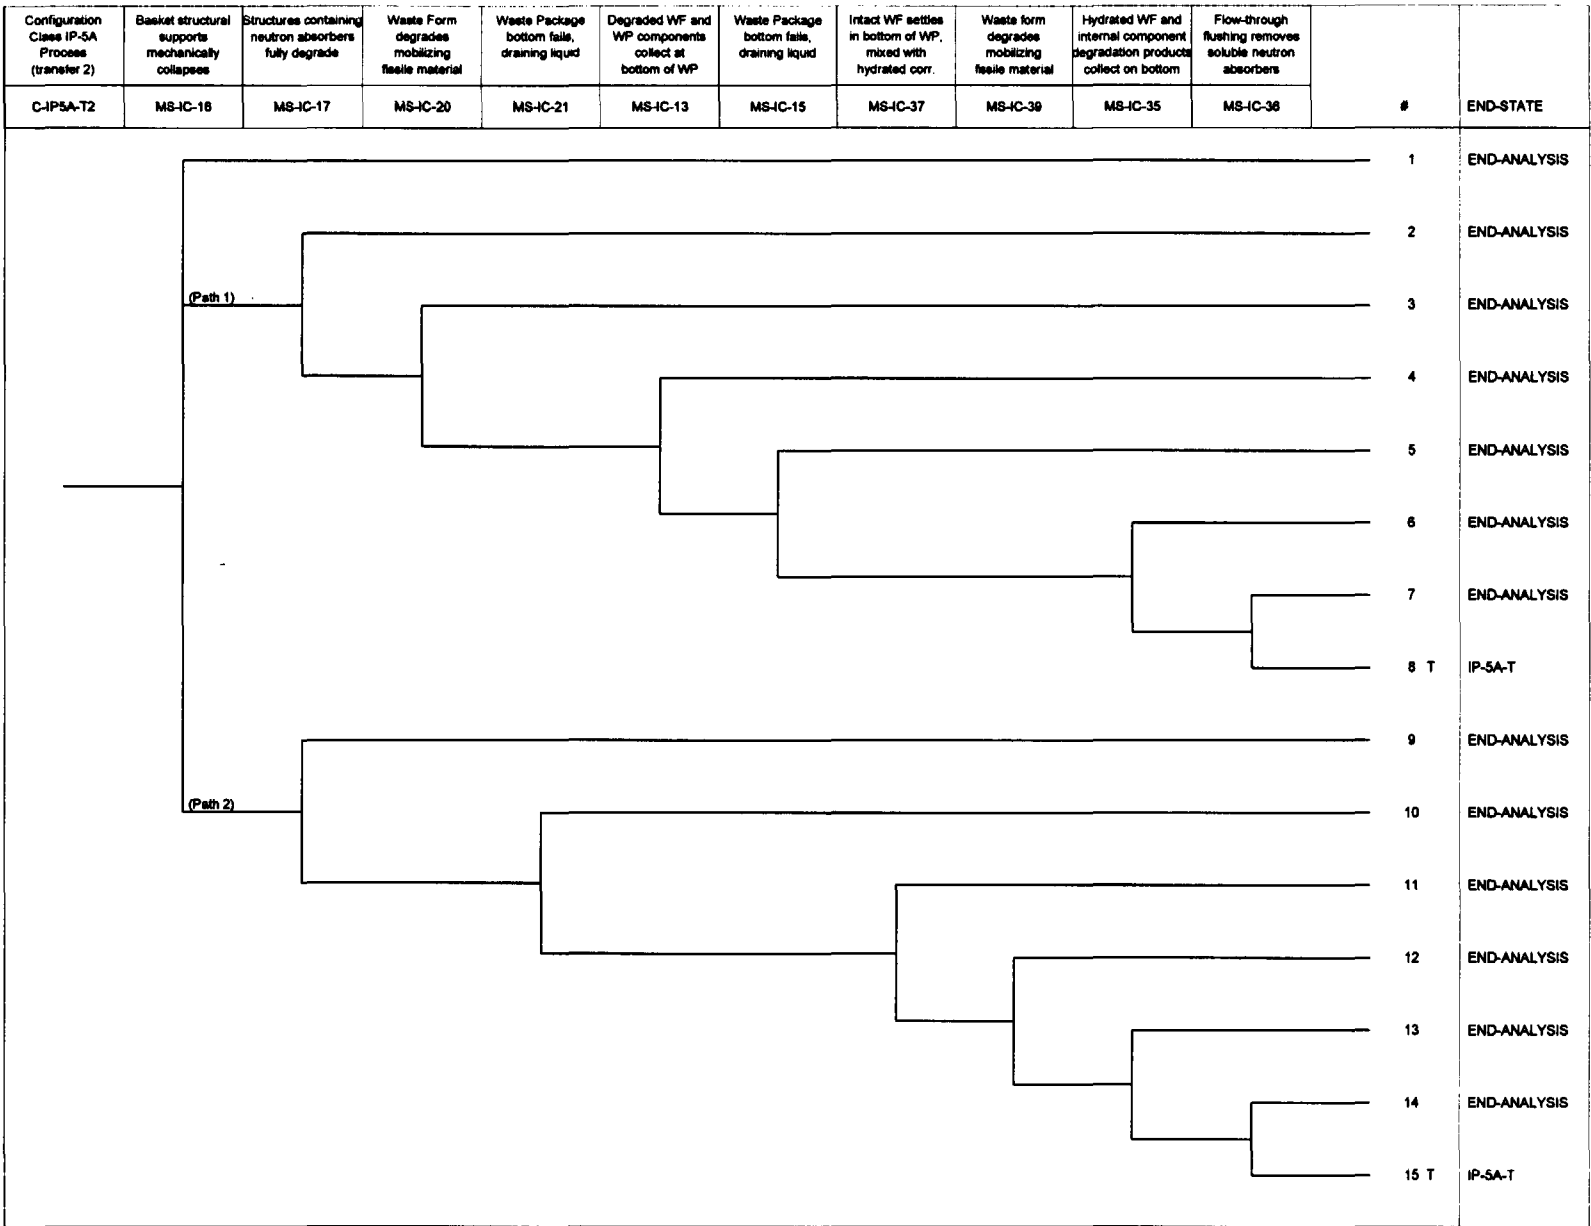 Configuration
Class IP-5A
Process
(transfer 2)
Basket structural
supports
mechanically
collapses
Structures containing
neutron absorbers
fully degrade
Waste Form
degrades
mobilizing
fissile material
Waste Package
bottom fails,
draining liquid
Degraded WF and
WP components
collect at
bottom of WP
Waste Package
bottom fails,
draining liquid
Intact WF settles
in bottom of WP,
mixed with
hydrated corr.
Waste form
degrades
mobilizing
fissile material
Hydrated WF and
internal component
degradation products
collect on bottom
Flow-through
flushing removes
soluble neutron
absorbers
C-IP5A-T2 MS-IC-16 MS-IC-17 MS-IC-20 MS-IC-21 MS-IC-13 MS-IC-15 MS-IC-37 MS-IC-39 MS-IC-35 MS-IC-36 # END-STATE
1 END-ANALYSIS
2 END-ANALYSIS
(Path 1)
3 END-ANALYSIS
4 END-ANALYSIS
5 END-ANALYSIS
6 END-ANALYSIS
7 END-ANALYSIS
8 T IP-5A-T
9 END-ANALYSIS
(Path 2)
10 END-ANALYSIS
11 END-ANALYSIS
12 END-ANALYSIS
13 END-ANALYSIS
14 END-ANALYSIS
15 T IP-5A-T